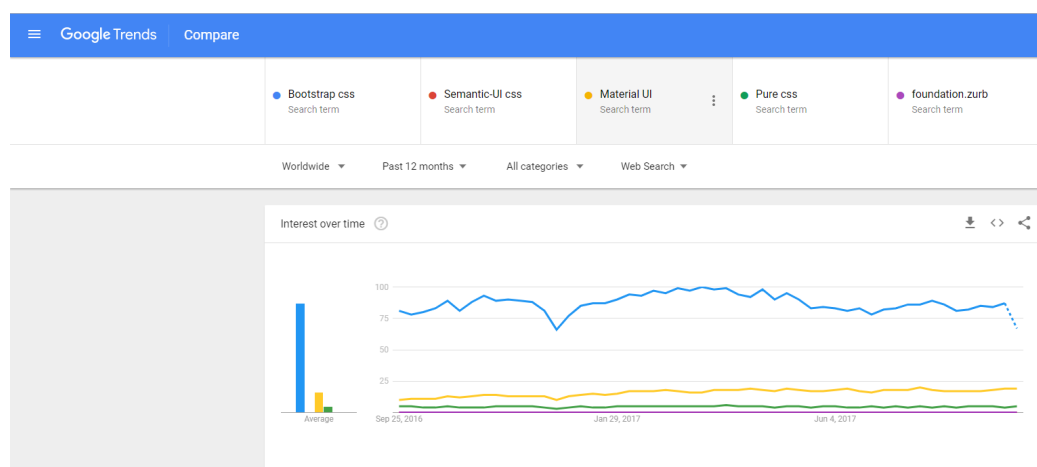 Google Trends Compare
Bootstrap css
Search term
Semantic-UI css
Search term
Material UI
Search term
Pure css
Search term
foundation.zurb
Search term
Worldwide Past 12 months All categories Web Search
Interest over time ?
100
75
50
25
Average
Sep 25, 2016 Jan 29, 2017 Jun 4, 2017